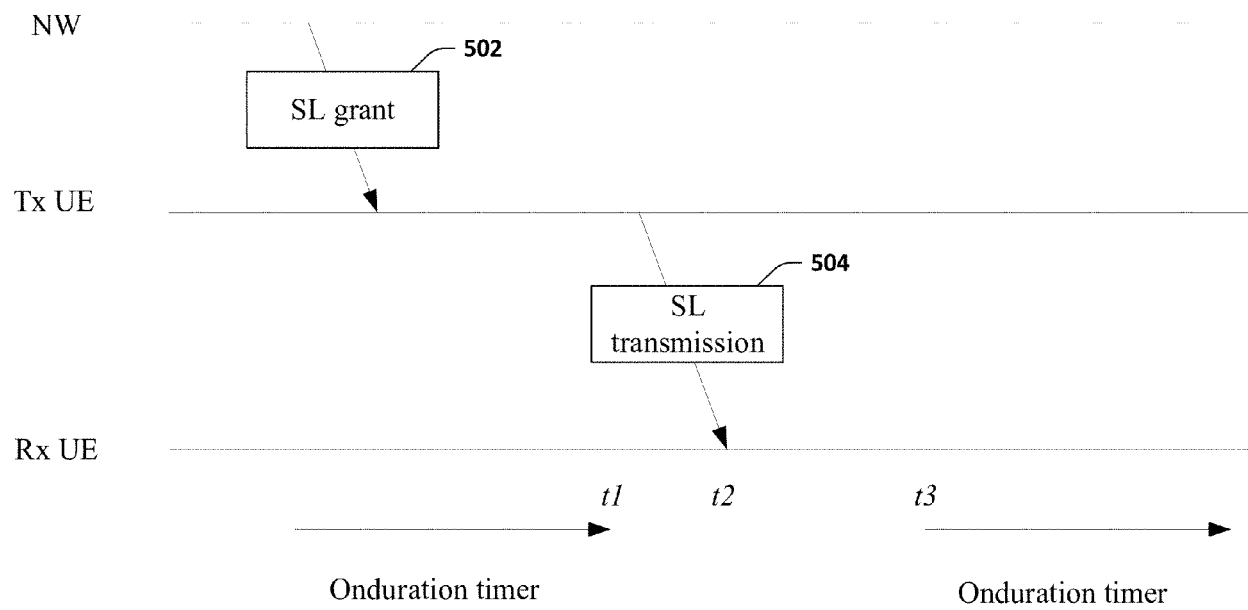 NW
502
SL grant
Tx UE
504
SL
transmission
Rx UE
t1
t2
t3
Onduration timer
Onduration timer